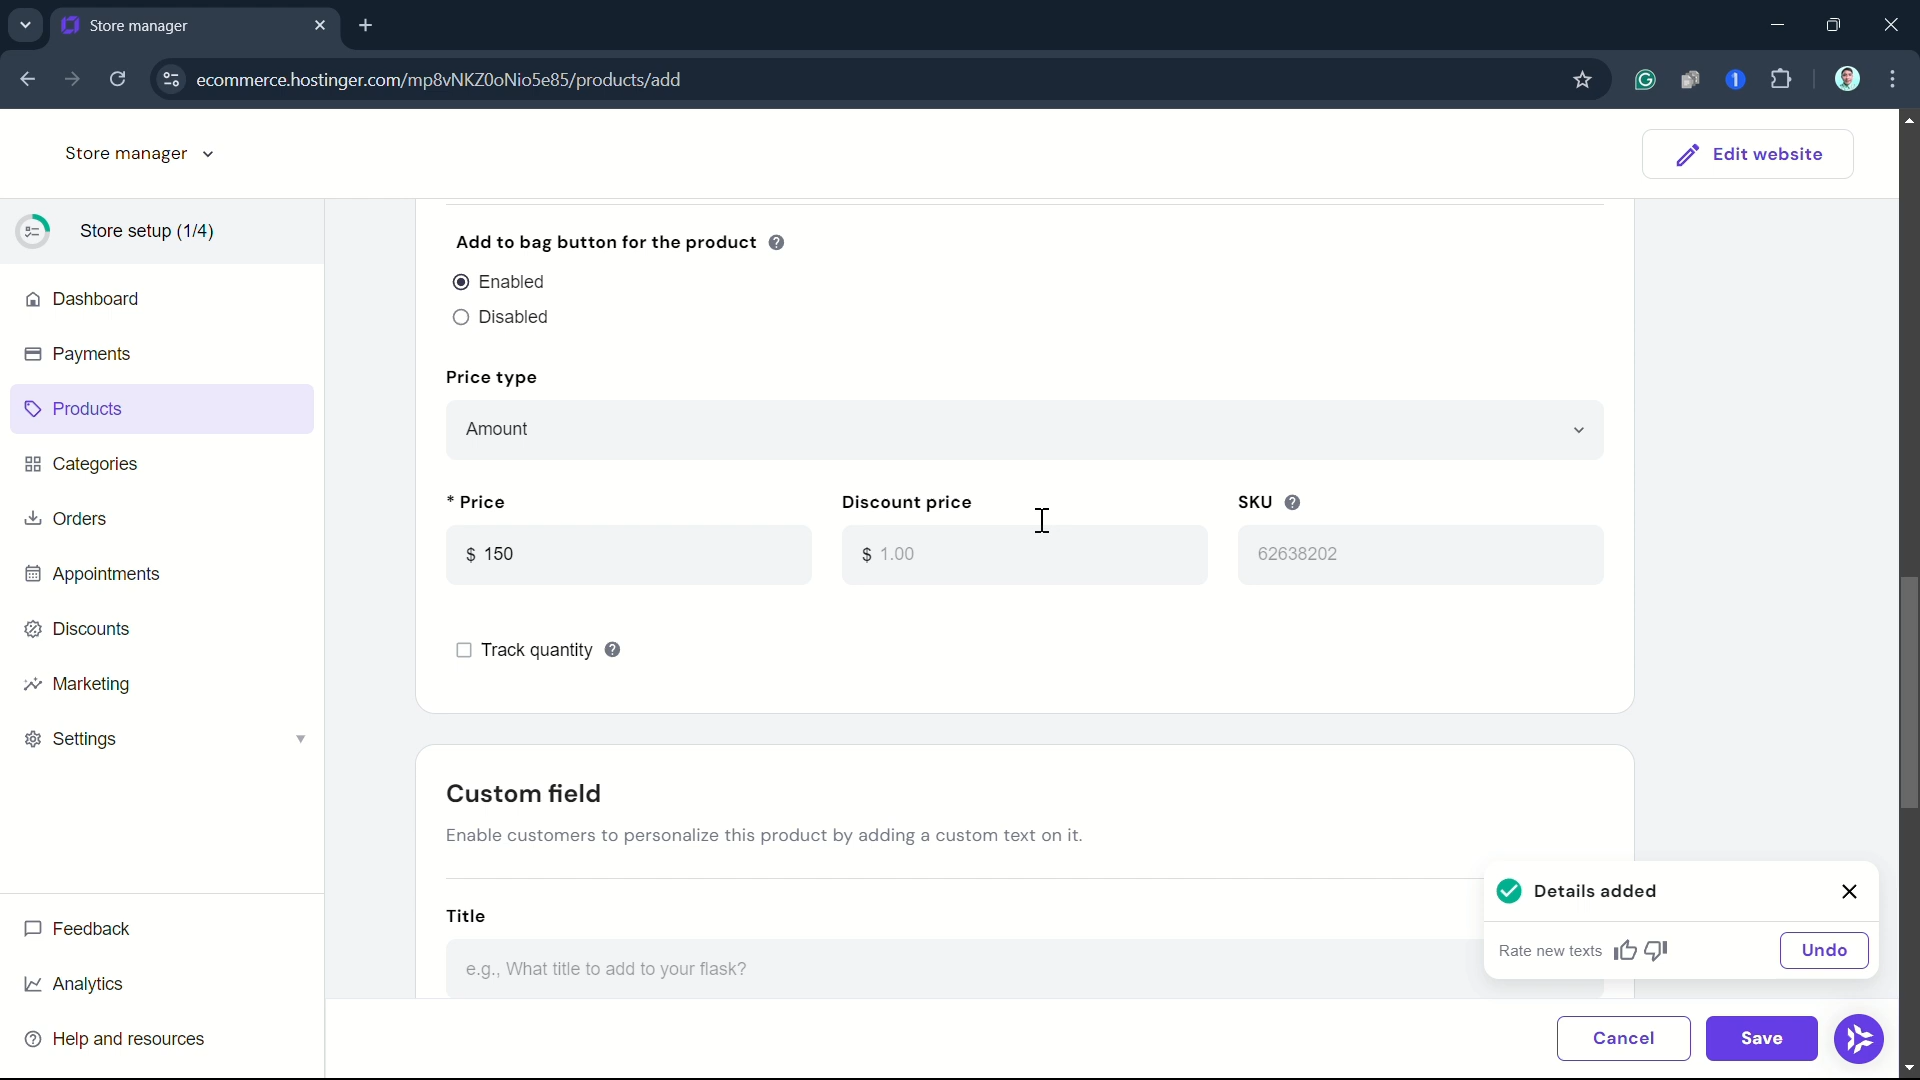 Store manager
ecommerce.hostinger.com/mp8vNKZ0oNio5e85/products/add
Store manager
Edit website
Store setup (1/4)
Dashboard
Payments
Products
Categories
Orders
Appointments
Discounts
Marketing
Settings
Feedback
Analytics
Help and resources
Add to bag button for the product
Enabled
Disabled
Price type
Amount
* Price
Discount price
SKU
$ 150
$ 1.00
62638202
Track quantity
Custom field
Enable customers to personalize this product by adding a custom text on it.
Title
e.g., What title to add to your flask?
Details added
Rate new texts
Undo
Cancel
Save